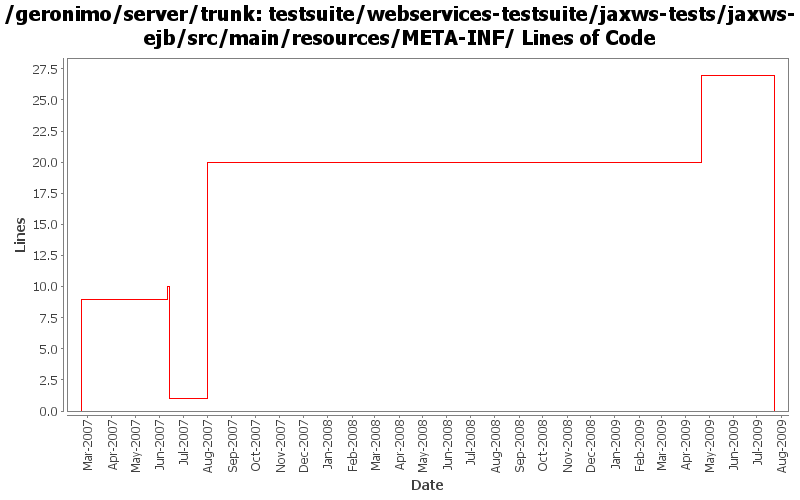 /geronimo/server/trunk: testsuite/webservices-testsuite/jaxws-tests/jaxws-
ejb/src/main/resources/META-INF/ Lines of Code
27.5
25.0
22.5
20.0
17.5
15.0
12.5
10.0
7.5
5.0
2.5
0.0
Lines
Mar-2007
Apr-2007
May-2007
Jun-2007
Jul-2007
Aug-2007
Sep-2007
Oct-2007
Nov-2007
Dec-2007
Jan-2008
Feb-2008
Mar-2008
Apr-2008
May-2008
Jun-2008
Jul-2008
Aug-2008
Sep-2008
Oct-2008
Nov-2008
Dec-2008
Jan-2009
Feb-2009
Mar-2009
Apr-2009
May-2009
Jun-2009
Jul-2009
Aug-2009
Date